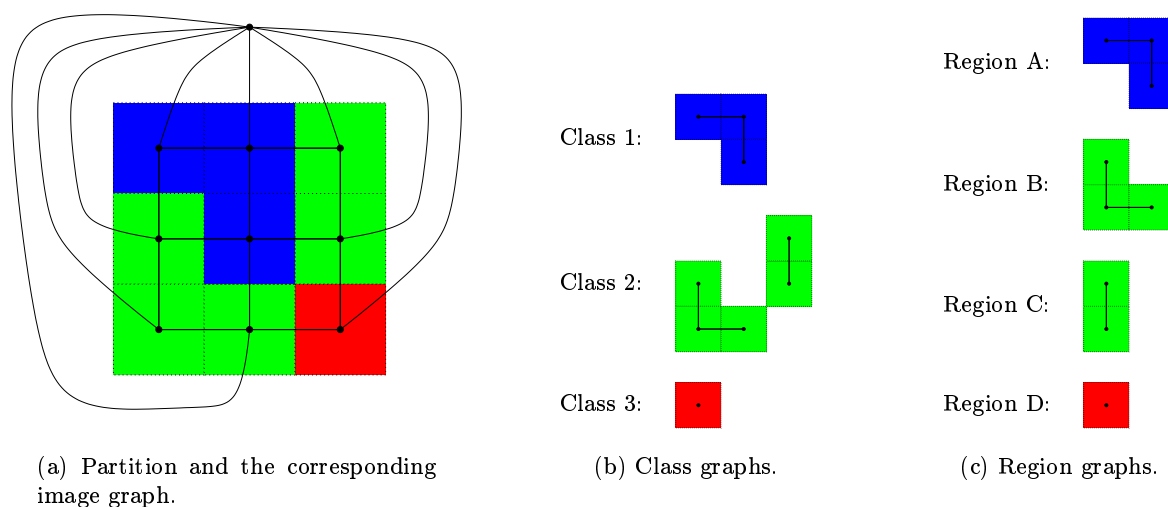 Class 1:
Class 2:
Class 3:
Region A:
Region B:
Region C:
Region D:
(a) Partition and the corresponding
image graph.
(b) Class graphs.
(c) Region graphs.